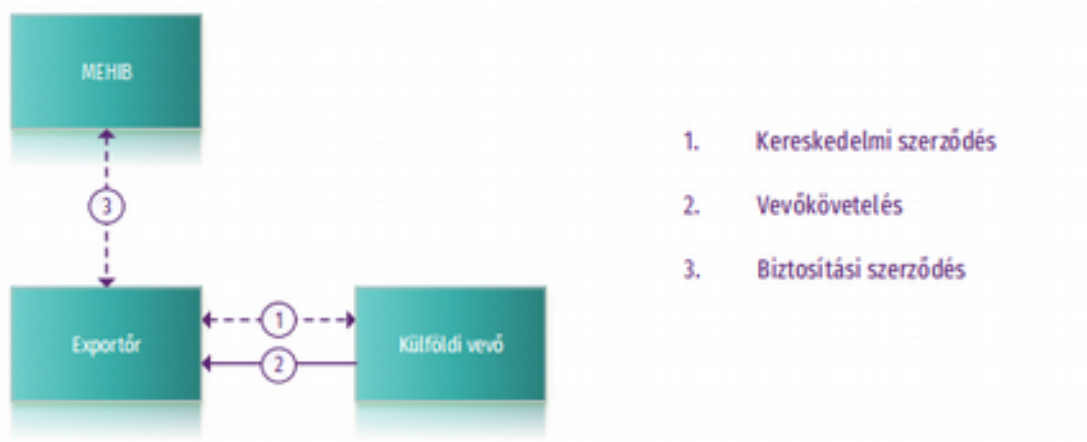 MEHIB
3
Exportőr
1
2
Külföldi vevő
1. Kereskedelmi szerződés
2. Vevőkövetelés
3. Biztosítási szerződés